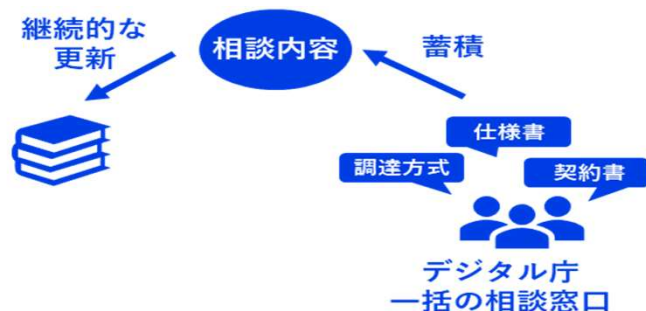 継続的な
更新
相談内容
蓄積
仕様書
調達方式
契約書
デジタル庁
一括の相談窓口